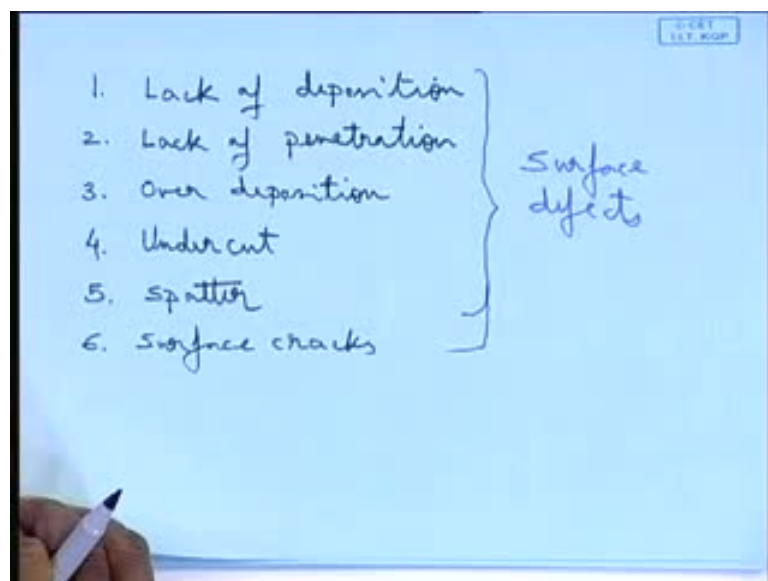 1. Lack of deposition
2. Lack of penetration
3. Over deposition
4. Undercut
5. Spatter
6. Surface cracks
Surface
defects
I.I.T. KGP